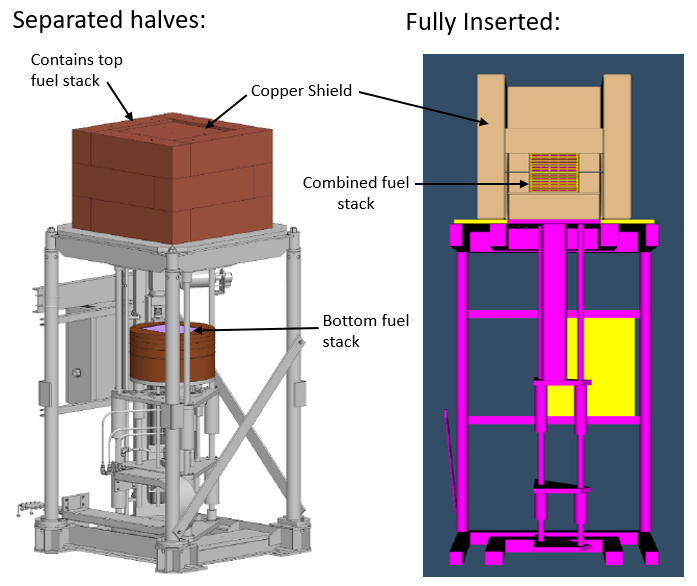 Separated halves:
Fully Inserted:
Contains top
fuel stack
Copper Shield
Combined fuel
stack
Bottom fuel
stack